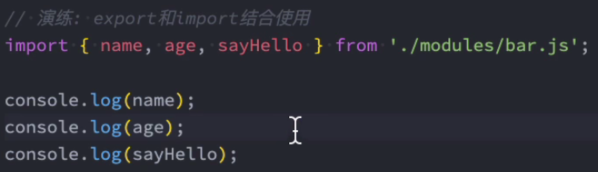 // 演练: export和import结合使用
import { name, age, sayHello } from './modules/bar.js';
console.log(name);
console.log(age);
console.log(sayHello);